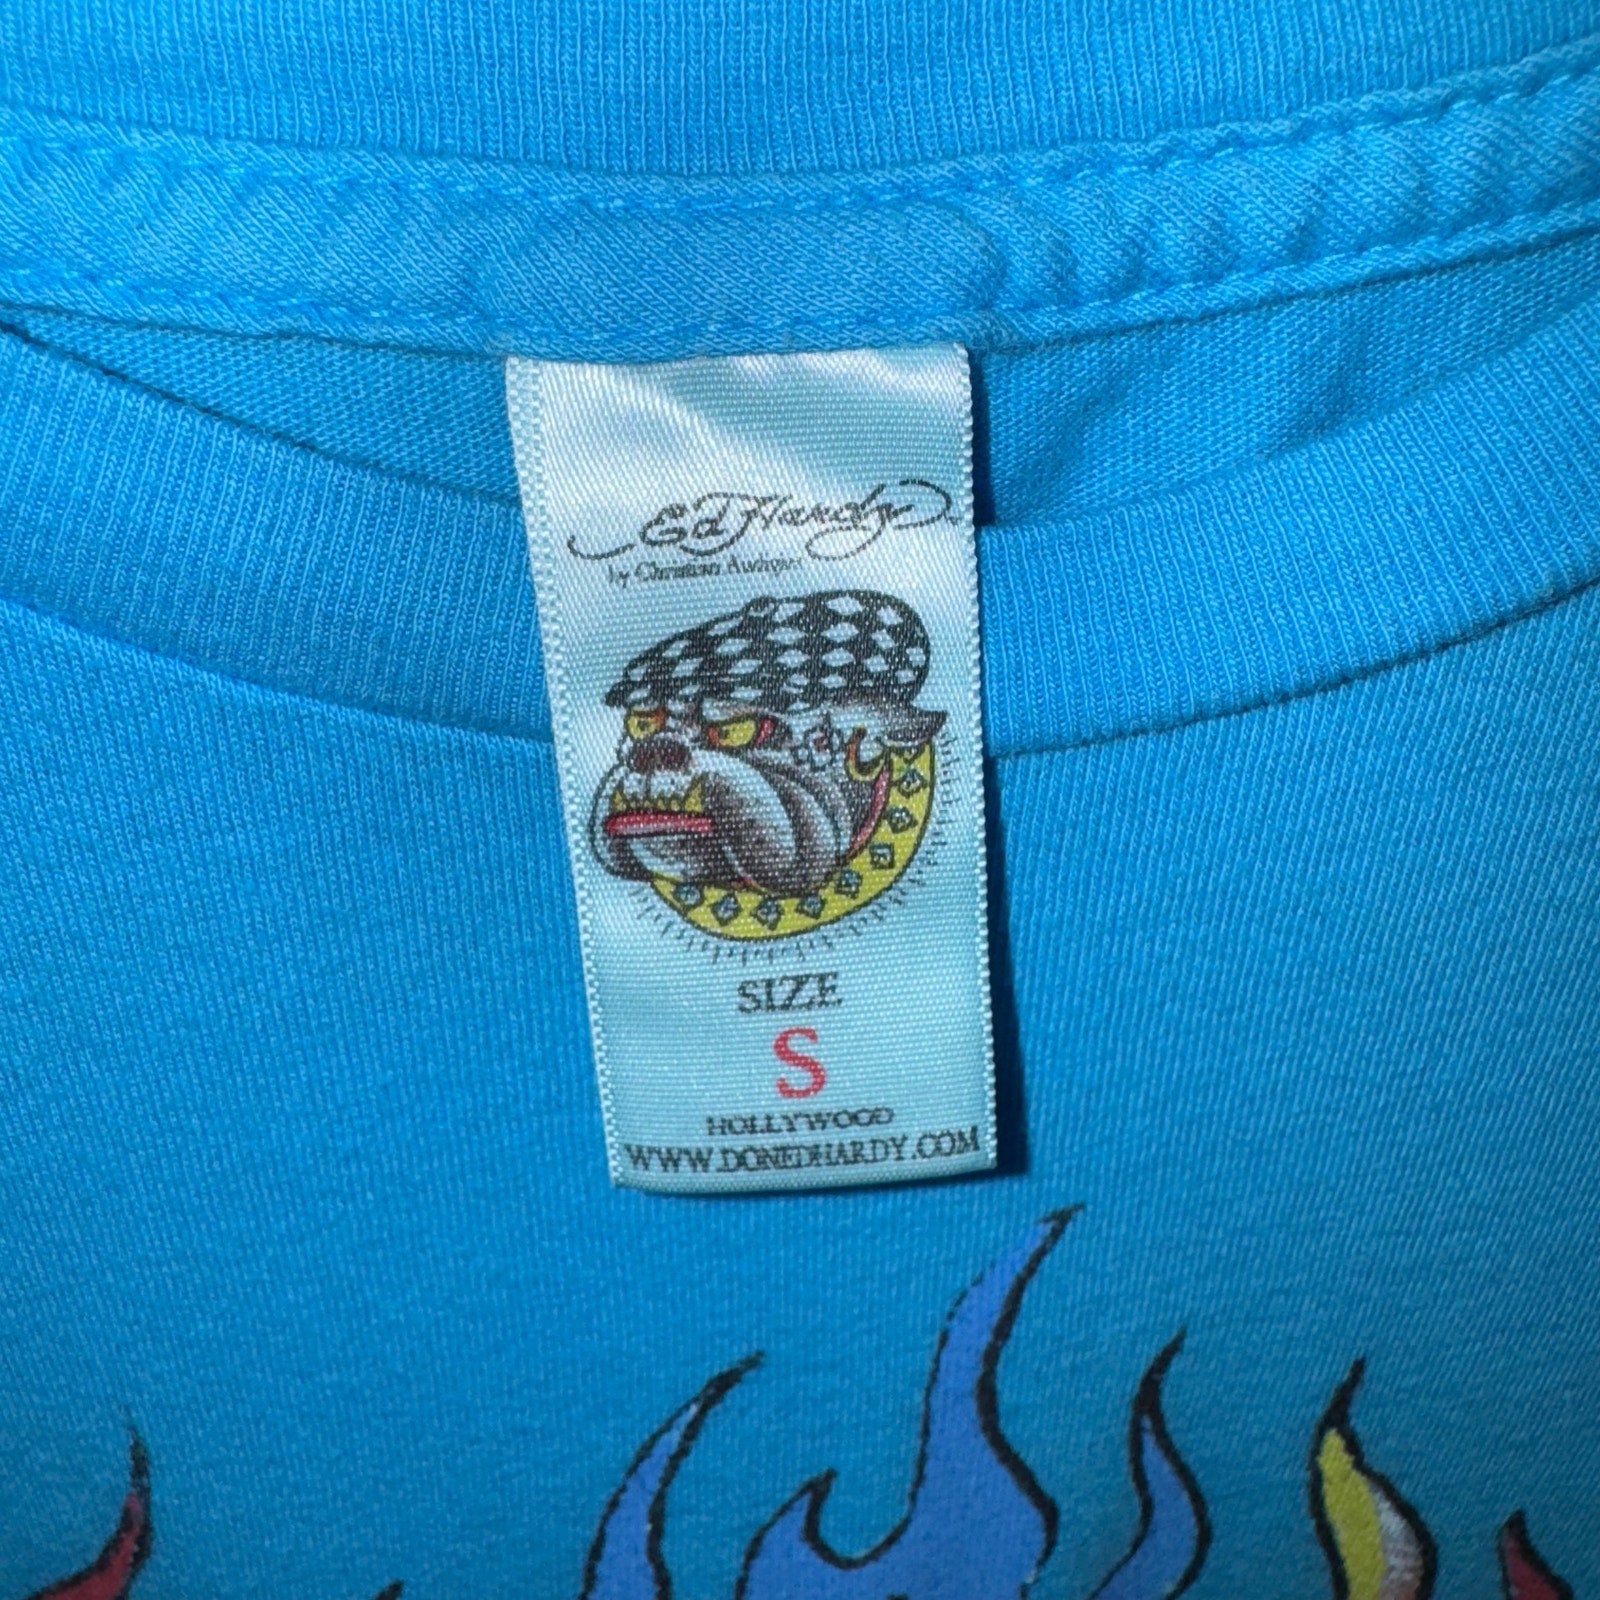 Ed Hardy
by Christian Audigier
SIZE
S
HOLLYWOOD
WWW.DONEDHARDY.COM